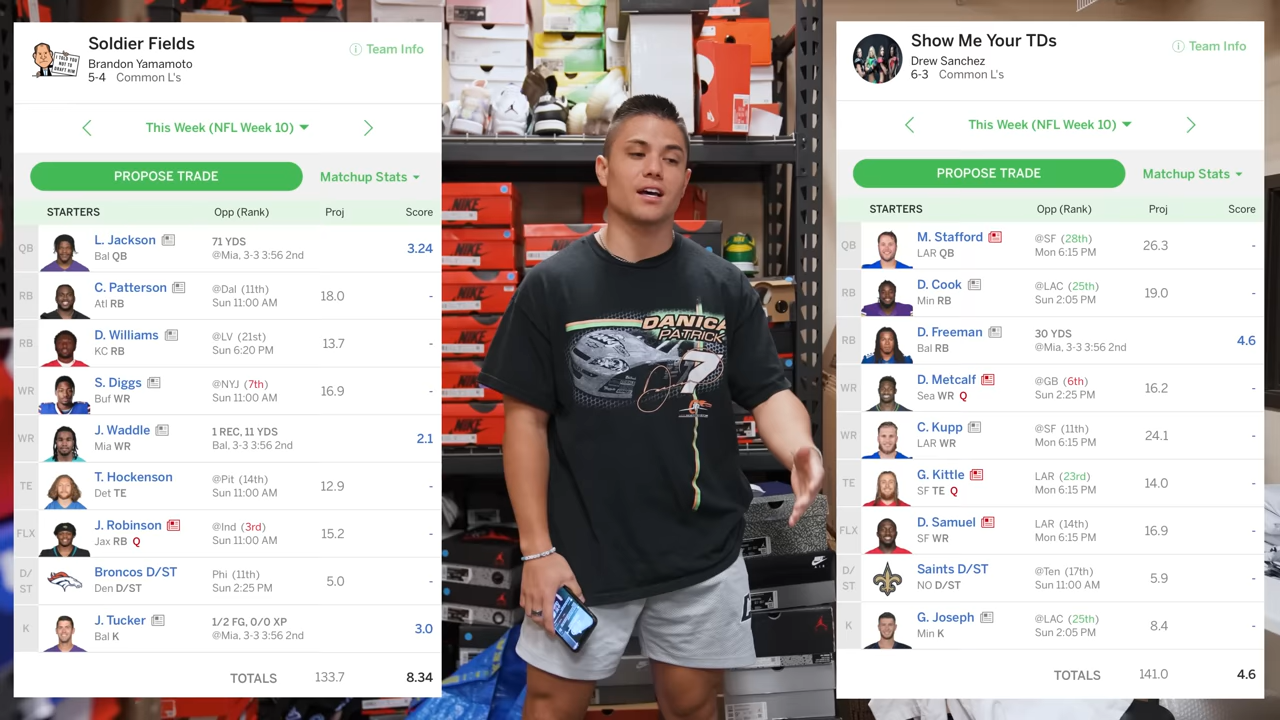 Soldier Fields
Team Info
Brandon Yamamoto
5-4 Common L's
This Week (NFL Week 10)
PROPOSE TRADE
Matchup Stats
STARTERS Opp (Rank) Proj Score
QB L. Jackson 71 YDS 3.24
Bal QB @Mia, 3-3 3:56 2nd
RB C. Patterson @Dal (11th) 18.0 -
Atl RB Sun 11:00 AM
RB D. Williams @LV (21st) 13.7 -
KC RB Sun 6:20 PM
WR S. Diggs @NYJ (7th) 16.9 -
Buf WR Sun 11:00 AM
WR J. Waddle 1 REC, 11 YDS 2.1
Mia WR Bal, 3-3 3:56 2nd
TE T. Hockenson @Pit (14th) 12.9 -
Det TE Sun 11:00 AM
FLX J. Robinson @Ind (3rd) 15.2 -
Jax RB Q Sun 11:00 AM
D/ST Broncos D/ST Phi (11th) 5.0 -
Den D/ST Sun 2:25 PM
K J. Tucker 1/2 FG, 0/0 XP 3.0
Bal K @Mia, 3-3 3:56 2nd
TOTALS 133.7 8.34
NIKE
NIKE
NIKE
DANICA
PATRICK
7
Show Me Your TDs
Team Info
Drew Sanchez
6-3 Common L's
This Week (NFL Week 10)
PROPOSE TRADE
Matchup Stats
STARTERS Opp (Rank) Proj Score
QB M. Stafford @SF (28th) 26.3 -
LAR QB Mon 6:15 PM
RB D. Cook @LAC (25th) 19.0 -
Min RB Sun 2:05 PM
RB D. Freeman 30 YDS 4.6
Bal RB @Mia, 3-3 3:56 2nd
WR D. Metcalf @GB (6th) 16.2 -
Sea WR Q Sun 2:25 PM
WR C. Kupp @SF (11th) 24.1 -
LAR WR Mon 6:15 PM
TE G. Kittle LAR (23rd) 14.0 -
SF TE Q Mon 6:15 PM
FLX D. Samuel LAR (14th) 16.9 -
SF WR Mon 6:15 PM
D/ST Saints D/ST @Ten (17th) 5.9 -
NO D/ST Sun 11:00 AM
K G. Joseph @LAC (25th) 8.4 -
Min K Sun 2:05 PM
TOTALS 141.0 4.6